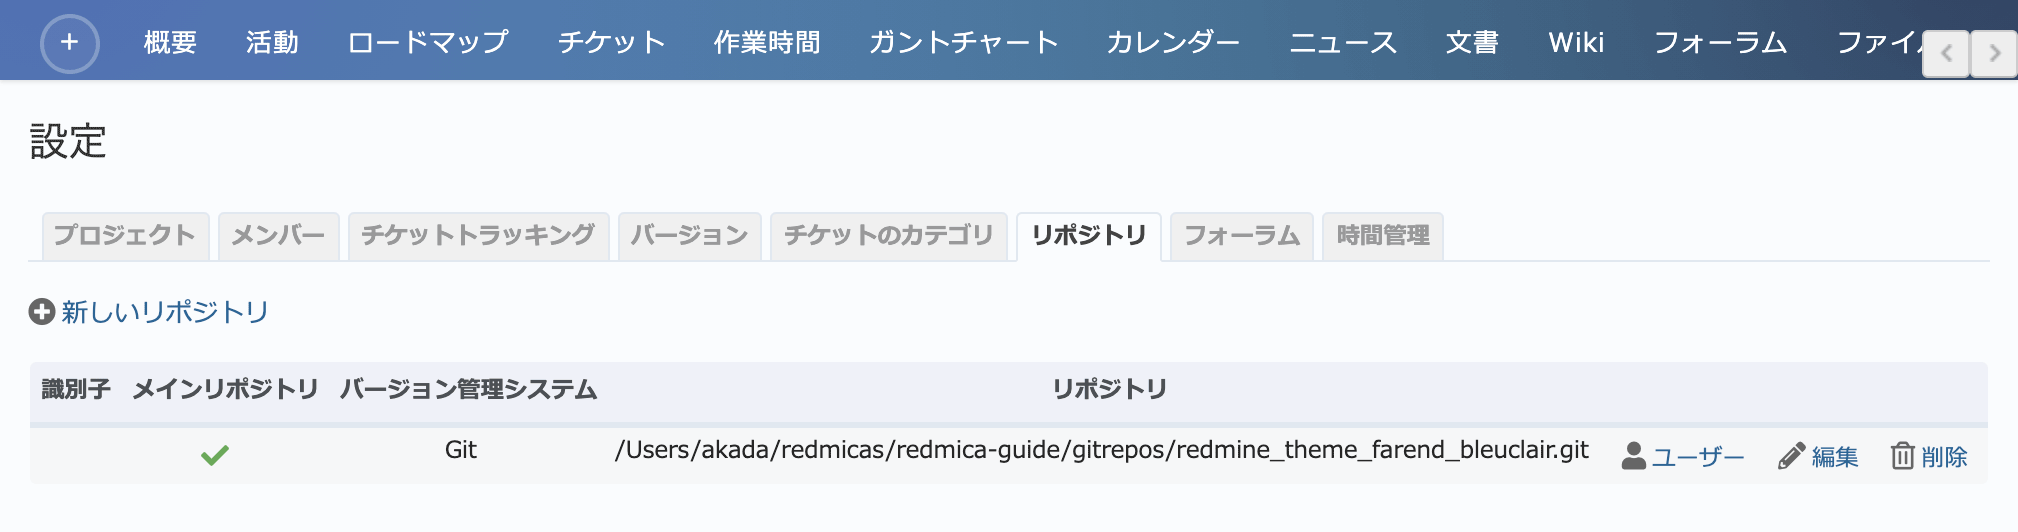 + 概要 活動 ロードマップ チケット 作業時間 ガントチャート カレンダー ニュース 文書 Wiki フォーラム ファイ
設定
プロジェクト メンバー チケットトラッキング バージョン チケットのカテゴリ リポジトリ フォーラム 時間管理
新しいリポジトリ
識別子 メインリポジトリ バージョン管理システム リポジトリ
Git /Users/akada/redmicas/redmica-guide/gitrepos/redmine_theme_farend_bleuclair.git ユーザー 編集 削除